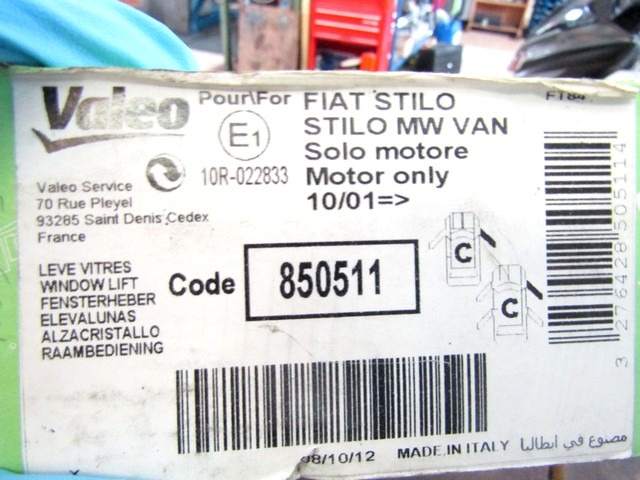 Valeo
Pour\For
FIAT STILO
STILO MW VAN
Solo motore
Motor only
10/01=>
E1
10R-022833
FT84
Valeo Service
70 Rue Pleyel
93285 Saint Denis Cedex
France
LEVE VITRES
WINDOW LIFT
FENSTERHEBER
ELEVALUNAS
ALZACRISTALLO
RAAMBEDIENING
Code
850511
C
C
3 276428 505114
08/10/12
MADE IN ITALY
مصنوع في ايطاليا